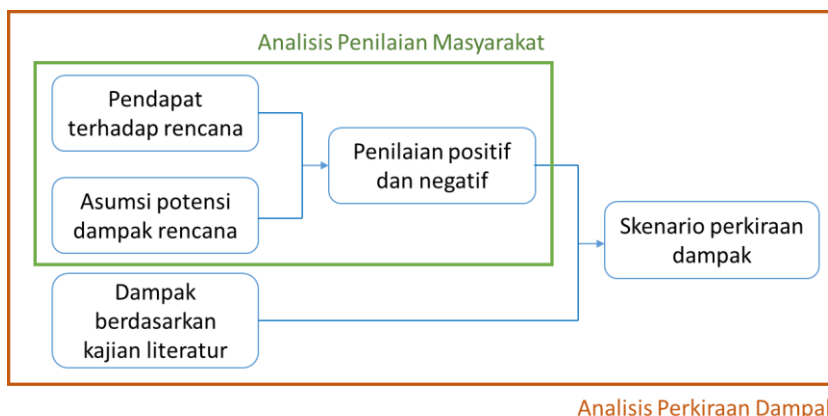 Analisis Penilaian Masyarakat
Pendapat
terhadap rencana
Penilaian positif
dan negatif
Asumsi potensi
dampak rencana
Skenario perkiraan
dampak
Dampak
berdasarkan
kajian literatur
Analisis Perkiraan Dampak